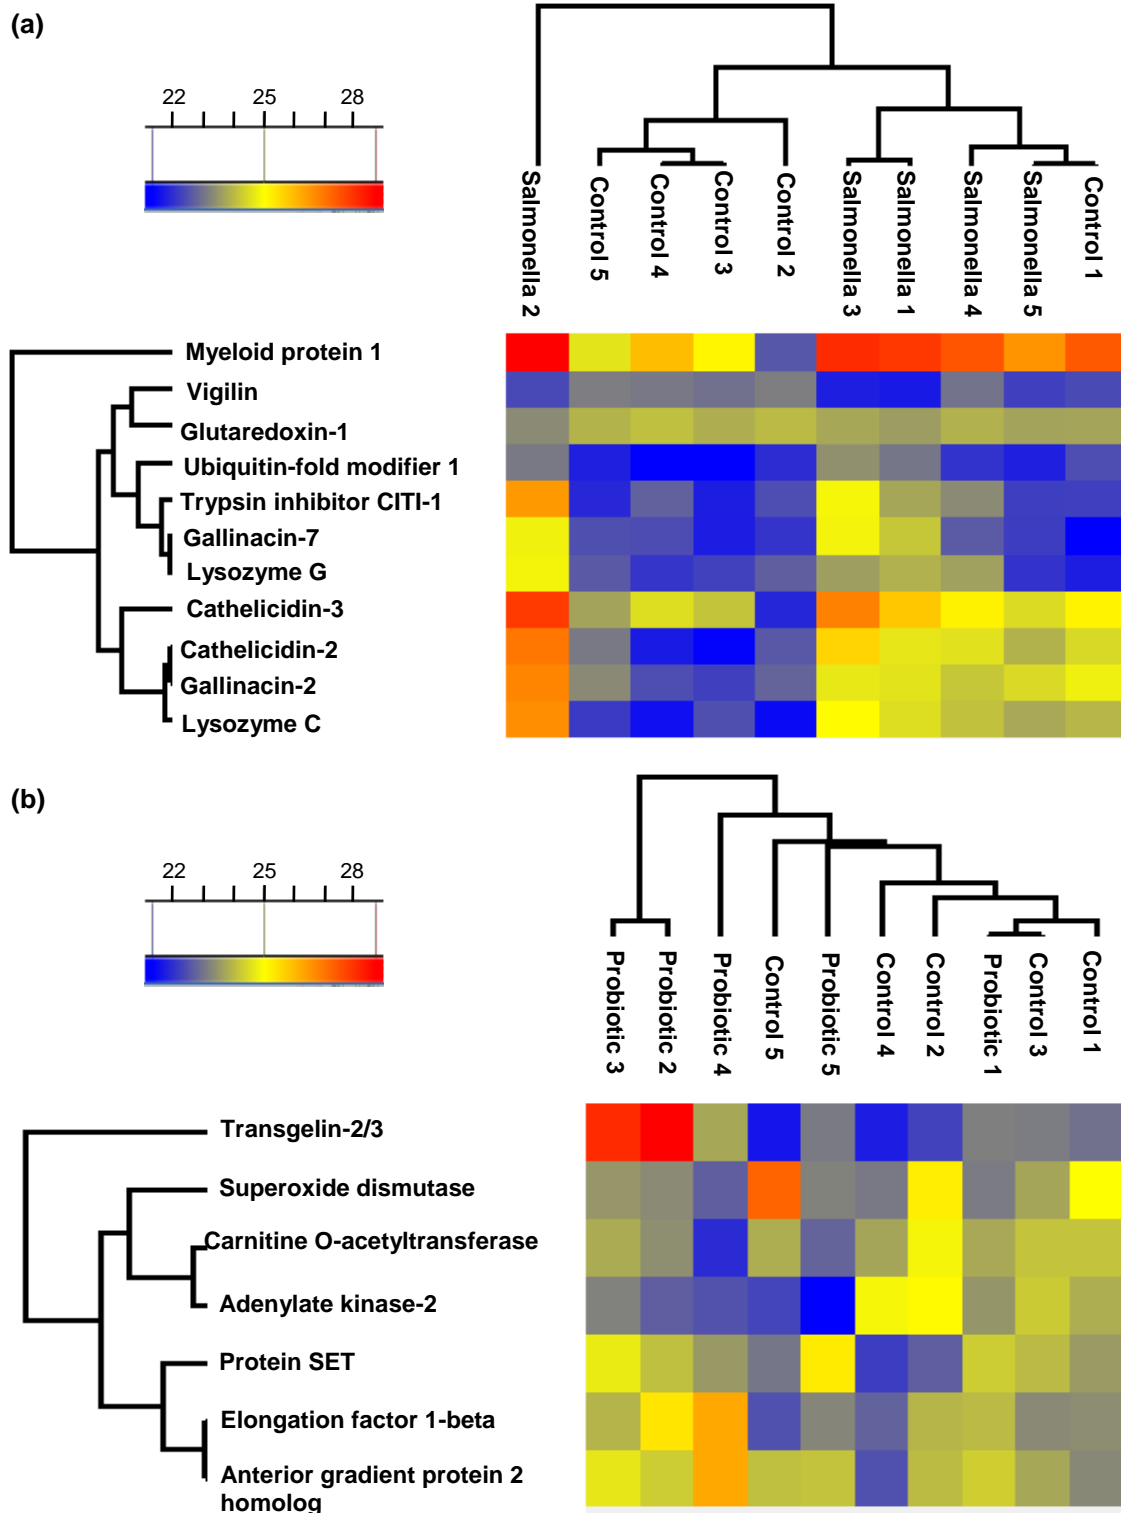 (a)
22 25 28
Salmonella 2
Control 5
Control 4
Control 3
Control 2
Salmonella 3
Salmonella 1
Salmonella 4
Salmonella 5
Control 1
Myeloid protein 1
Vigilin
Glutaredoxin-1
Ubiquitin-fold modifier 1
Trypsin inhibitor CITI-1
Gallinacin-7
Lysozyme G
Cathelicidin-3
Cathelicidin-2
Gallinacin-2
Lysozyme C
(b)
22 25 28
Probiotic 3
Probiotic 2
Probiotic 4
Control 5
Probiotic 5
Control 4
Control 2
Probiotic 1
Control 3
Control 1
Transgelin-2/3
Superoxide dismutase
Carnitine O-acetyltransferase
Adenylate kinase-2
Protein SET
Elongation factor 1-beta
Anterior gradient protein 2
homolog